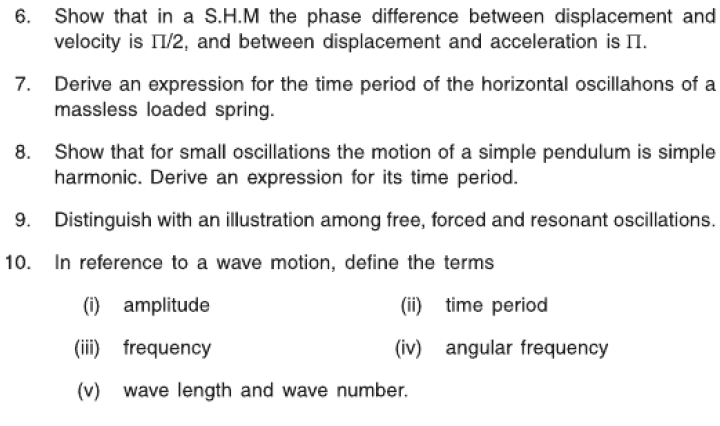 6. Show that in a S.H.M the phase difference between displacement and
velocity is Π/2, and between displacement and acceleration is Π.
7. Derive an expression for the time period of the horizontal oscillahons of a
massless loaded spring.
8. Show that for small oscillations the motion of a simple pendulum is simple
harmonic. Derive an expression for its time period.
9. Distinguish with an illustration among free, forced and resonant oscillations.
10. In reference to a wave motion, define the terms
(i) amplitude (ii) time period
(iii) frequency (iv) angular frequency
(v) wave length and wave number.